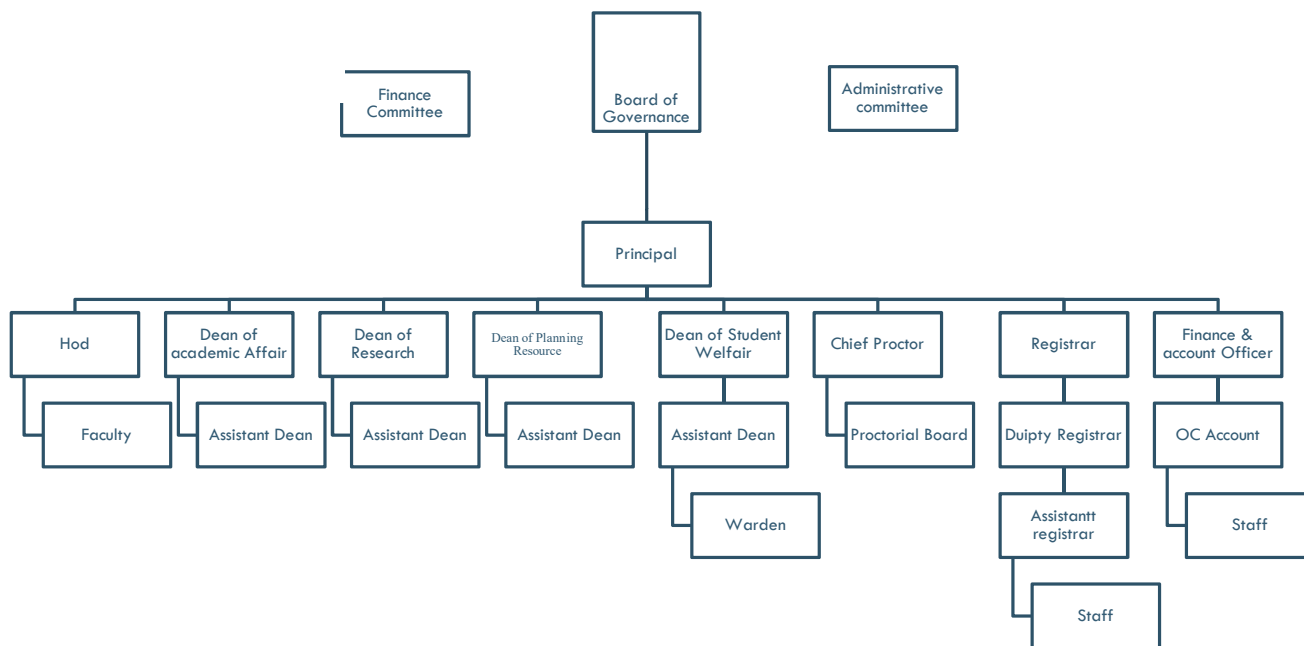 Finance
Committee
Board of
Governance
Administrative
committee
Principal
Hod
Dean of
academic Affair
Dean of
Research
Dean of Planning
Resource
Dean of Student
Welfair
Chief Proctor
Registrar
Finance &
account Officer
Faculty
Assistant Dean
Assistant Dean
Assistant Dean
Assistant Dean
Proctorial Board
Duipty Registrar
OC Account
Warden
Assistantt
registrar
Staff
Staff